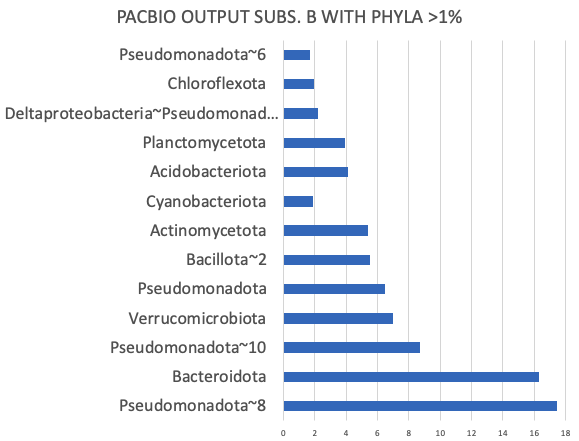 PACBIO OUTPUT SUBS. B WITH PHYLA >1%
Pseudomonadota~6
Chloroflexota
Deltaproteobacteria~Pseudomonad...
Planctomycetota
Acidobacteriota
Cyanobacteriota
Actinomycetota
Bacillota~2
Pseudomonadota
Verrucomicrobiota
Pseudomonadota~10
Bacteroidota
Pseudomonadota~8
0 2 4 6 8 10 12 14 16 18